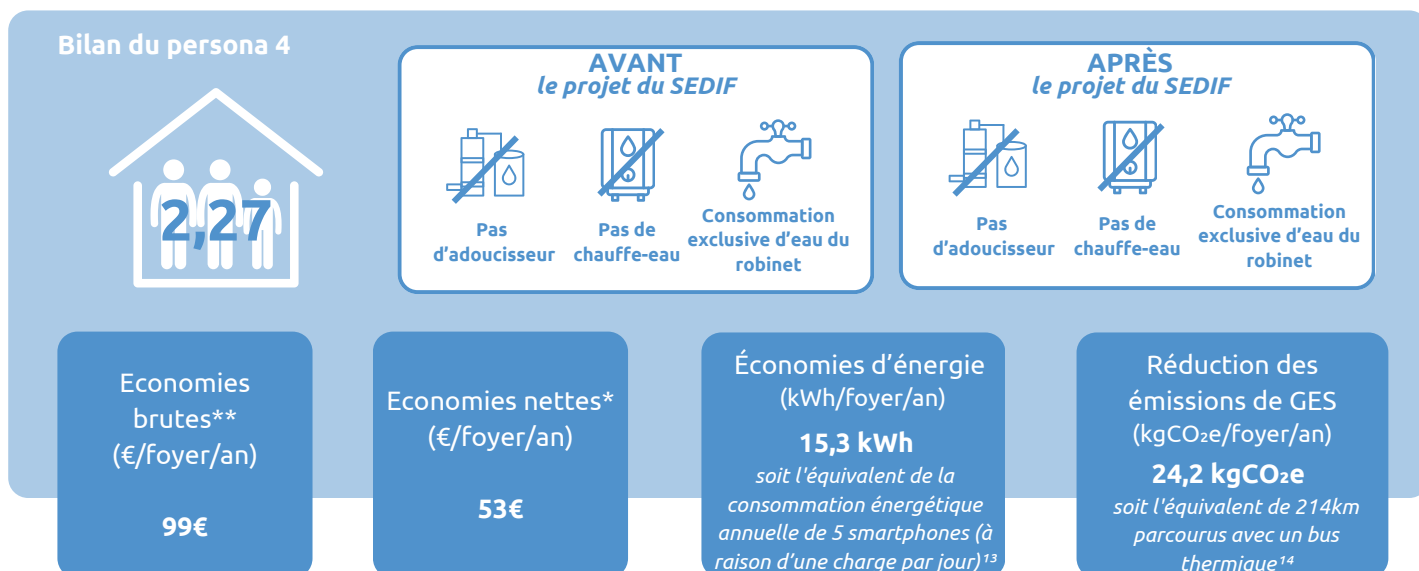 Bilan du persona 4
2,27
AVANT
le projet du SEDIF
Pas
d'adoucisseur
Pas de
chauffe-eau
Consommation
exclusive d'eau du
robinet
APRÈS
le projet du SEDIF
Pas
d'adoucisseur
Pas de
chauffe-eau
Consommation
exclusive d'eau du
robinet
Economies
brutes**
(€/foyer/an)
99€
Economies nettes*
(€/foyer/an)
53€
Économies d'énergie
(kWh/foyer/an)
15,3 kWh
soit l'équivalent de la
consommation énergétique
annuelle de 5 smartphones (à
raison d'une charge par jour)¹³
Réduction des
émissions de GES
(kgCO₂e/foyer/an)
24,2 kgCO₂e
soit l'équivalent de 214km
parcourus avec un bus
thermique¹⁴